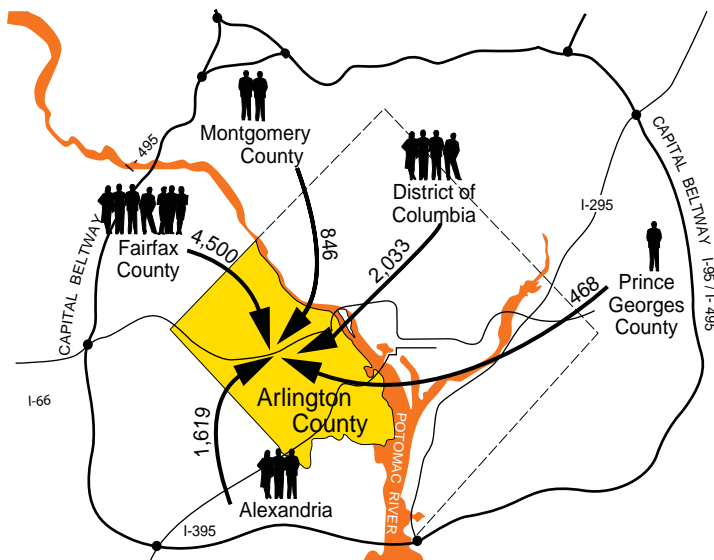 I - 495
Montgomery
County
District of
Columbia
CAPITAL BELTWAY
I-95 / I- 495
I-295
CAPITAL BELTWAY
Fairfax
County
4,500
846
2,033
468
Prince
Georges
County
I-66
Arlington
County
1,619
POTOMAC RIVER
Alexandria
I-395